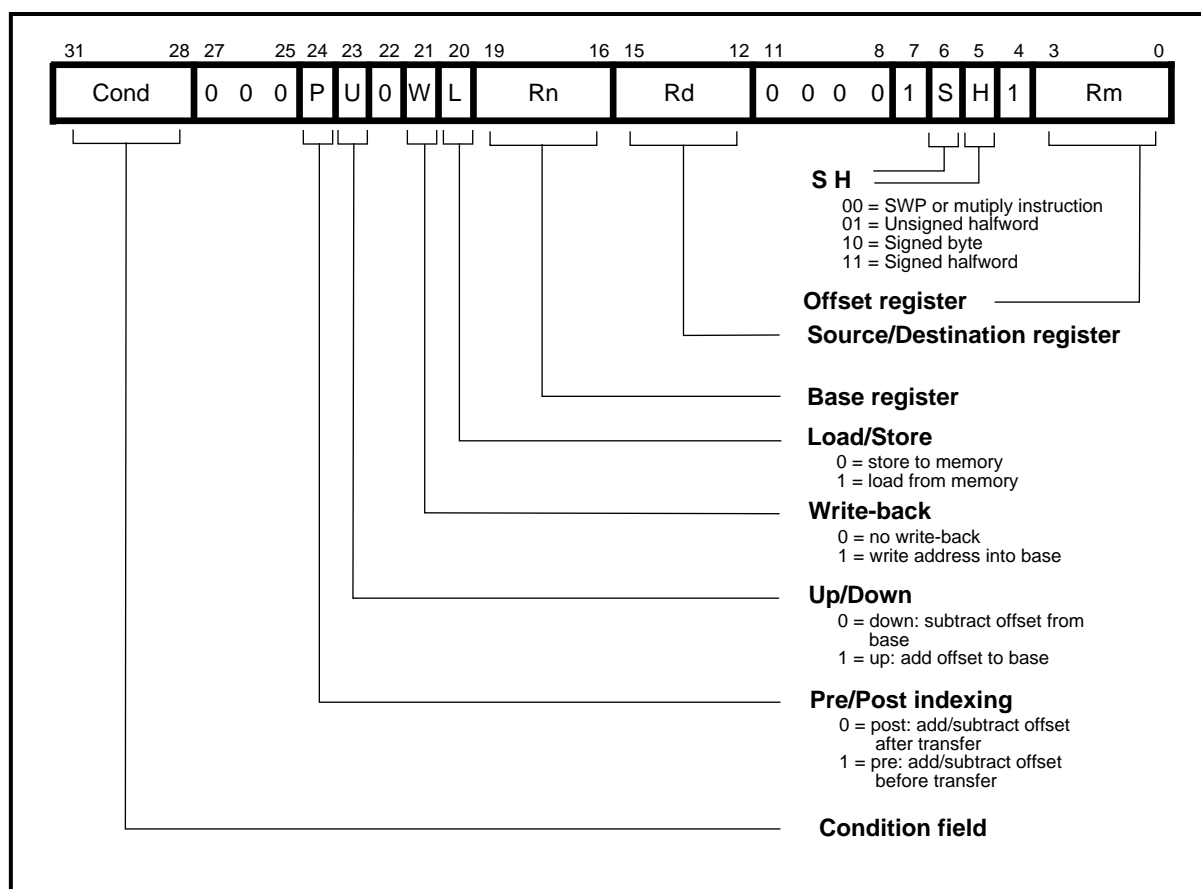 31 28 27 25 24 23 22 21 20 19 16 15 12 11 8 7 6 5 4 3 0
Cond 0 0 0 P U 0 W L Rn Rd 0 0 0 0 1 S H 1 Rm
S H
00 = SWP or mutiply instruction
01 = Unsigned halfword
10 = Signed byte
11 = Signed halfword
Offset register
Source/Destination register
Base register
Load/Store
0 = store to memory
1 = load from memory
Write-back
0 = no write-back
1 = write address into base
Up/Down
0 = down: subtract offset from
base
1 = up: add offset to base
Pre/Post indexing
0 = post: add/subtract offset
after transfer
1 = pre: add/subtract offset
before transfer
Condition field